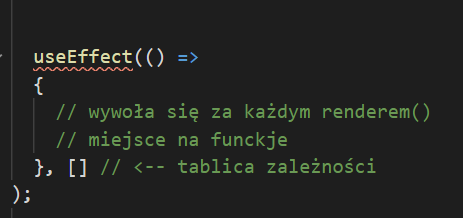 useEffect(() =>
{
// wywoła się za każdym renderem()
// miejsce na funckje
}, [] // <-- tablica zależności
);